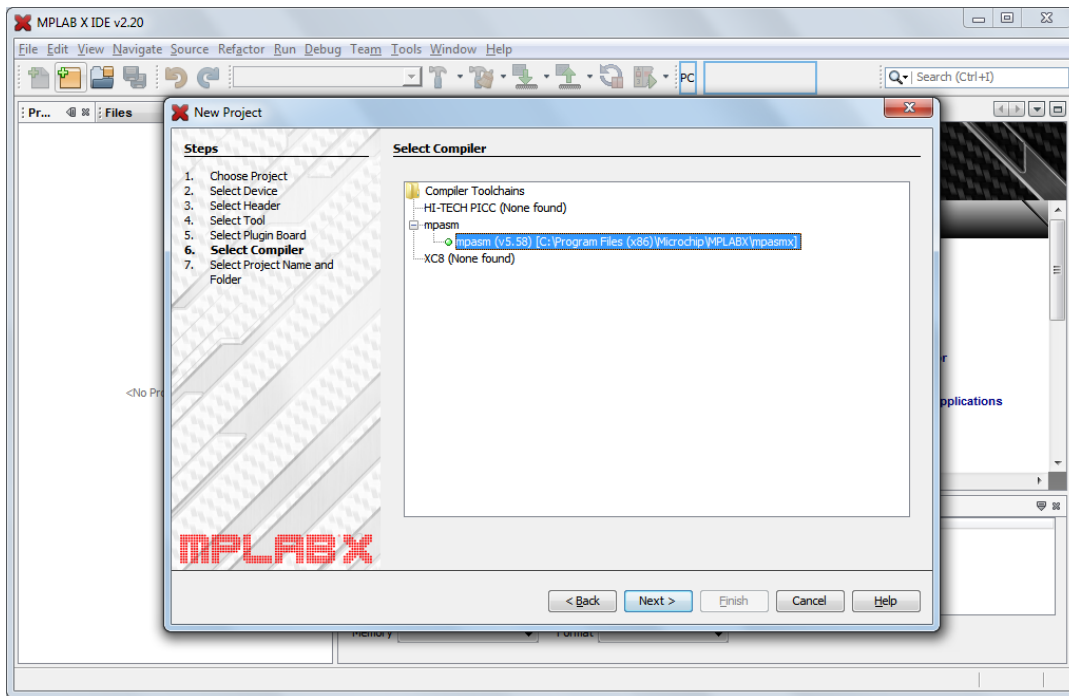 MPLAB X IDE v2.20
File Edit View Navigate Source Refactor Run Debug Team Tools Window Help
PC
Search (Ctrl+I)
Pr...
Files
New Project
Steps
1. Choose Project
2. Select Device
3. Select Header
4. Select Tool
5. Select Plugin Board
6. Select Compiler
7. Select Project Name and
Folder
MPLAB X
Select Compiler
Compiler Toolchains
HI-TECH PICC (None found)
mpasm
mpasm (v5.58) [C:\Program Files (x86)\Microchip\MPLABX\mpasmx]
XC8 (None found)
< Back
Next >
Finish
Cancel
Help
<No Pro
r
pplications
Memory
Format